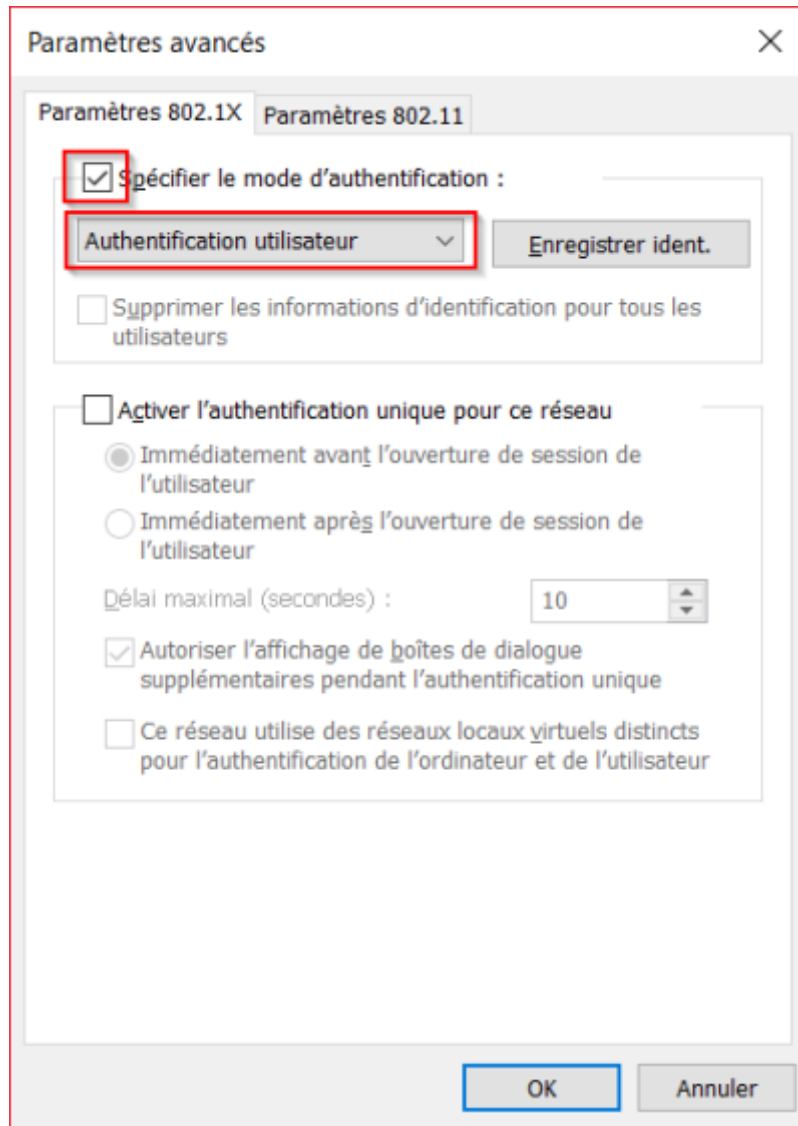 Paramètres avancés
Paramètres 802.1X
Paramètres 802.11
Spécifier le mode d'authentification :
Authentification utilisateur
Enregistrer ident.
Supprimer les informations d'identification pour tous les
utilisateurs
Activer l'authentification unique pour ce réseau
Immédiatement avant l'ouverture de session de
l'utilisateur
Immédiatement après l'ouverture de session de
l'utilisateur
Délai maximal (secondes) :
10
Autoriser l'affichage de boîtes de dialogue
supplémentaires pendant l'authentification unique
Ce réseau utilise des réseaux locaux virtuels distincts
pour l'authentification de l'ordinateur et de l'utilisateur
OK
Annuler